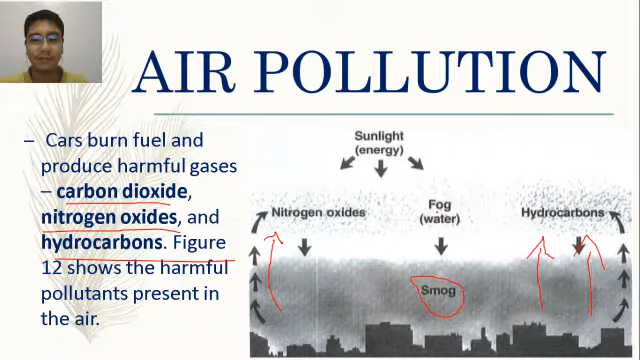 AIR POLLUTION
– Cars burn fuel and
produce harmful gases
– carbon dioxide,
nitrogen oxides, and
hydrocarbons. Figure
12 shows the harmful
pollutants present in
the air.
Sunlight
(energy)
Nitrogen oxides
Fog
(water)
Hydrocarbons
Smog